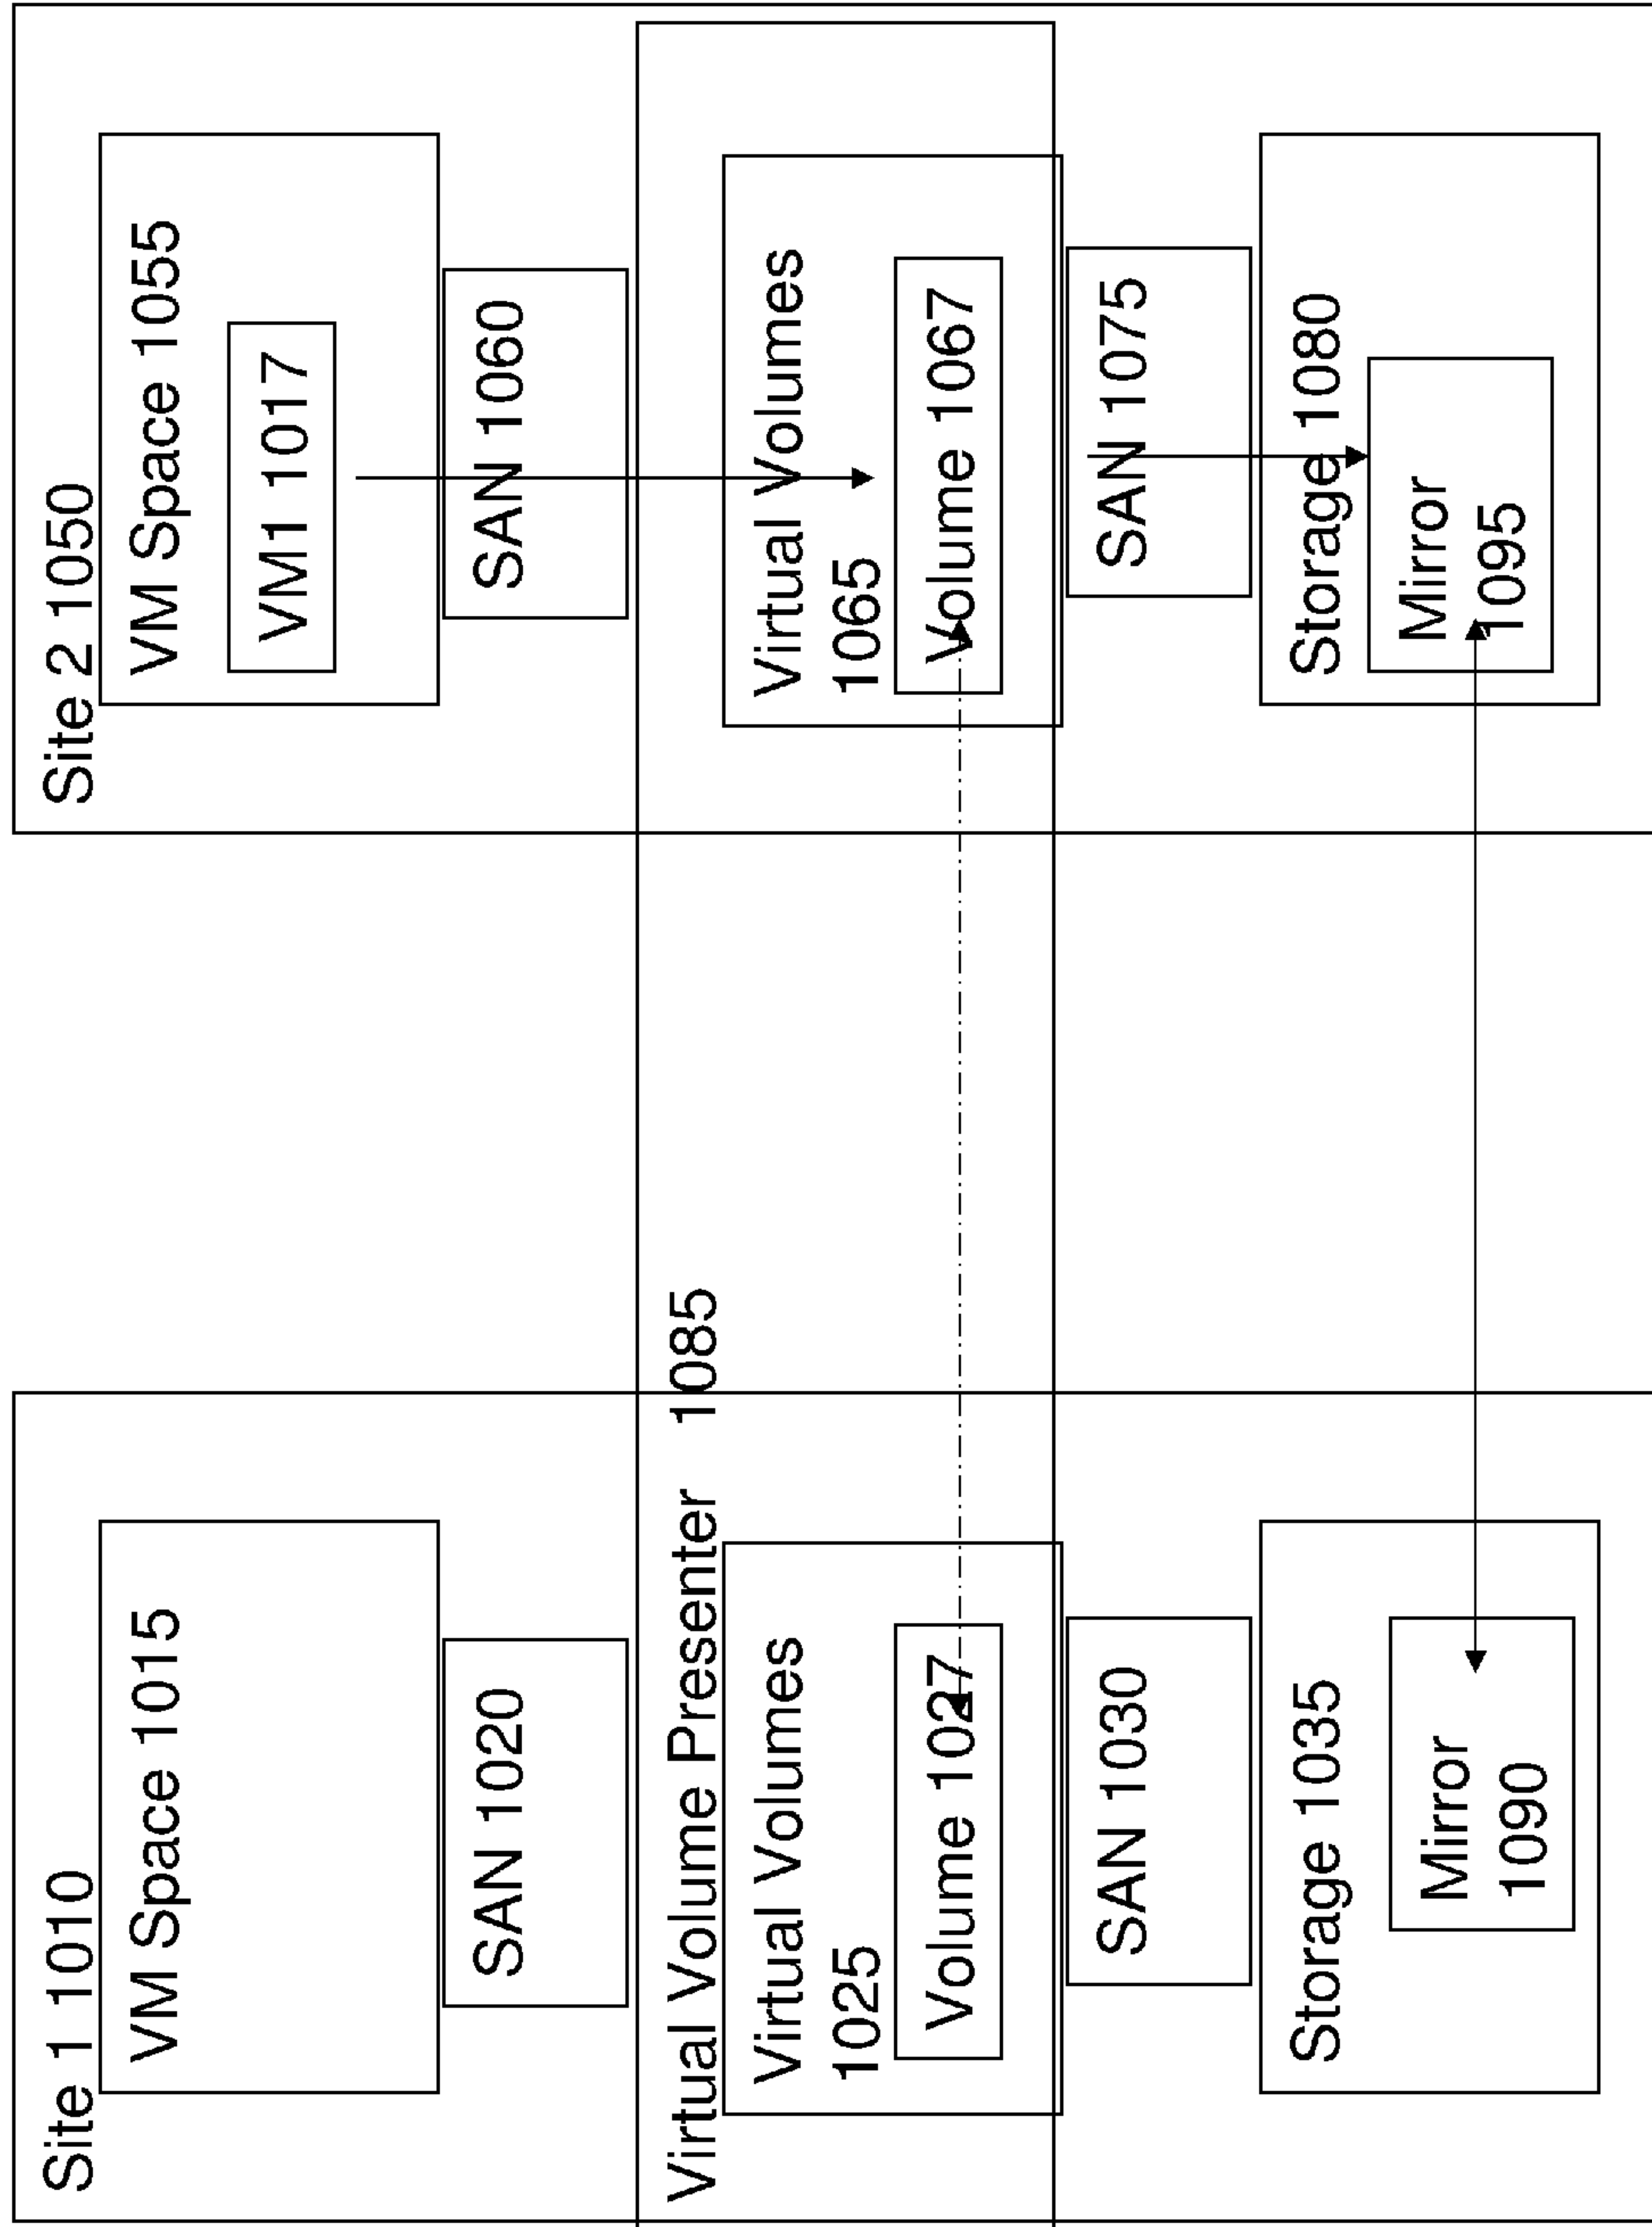 Site 1 1010
VM Space 1015
SAN 1020
Virtual Volume Presenter 1085
Virtual Volumes
1025
Volume 1027
SAN 1030
Storage 1035
Mirror
1090
Site 2 1050
VM Space 1055
VM1 1017
SAN 1060
Virtual Volumes
1065
Volume 1067
SAN 1075
Storage 1080
Mirror
1095